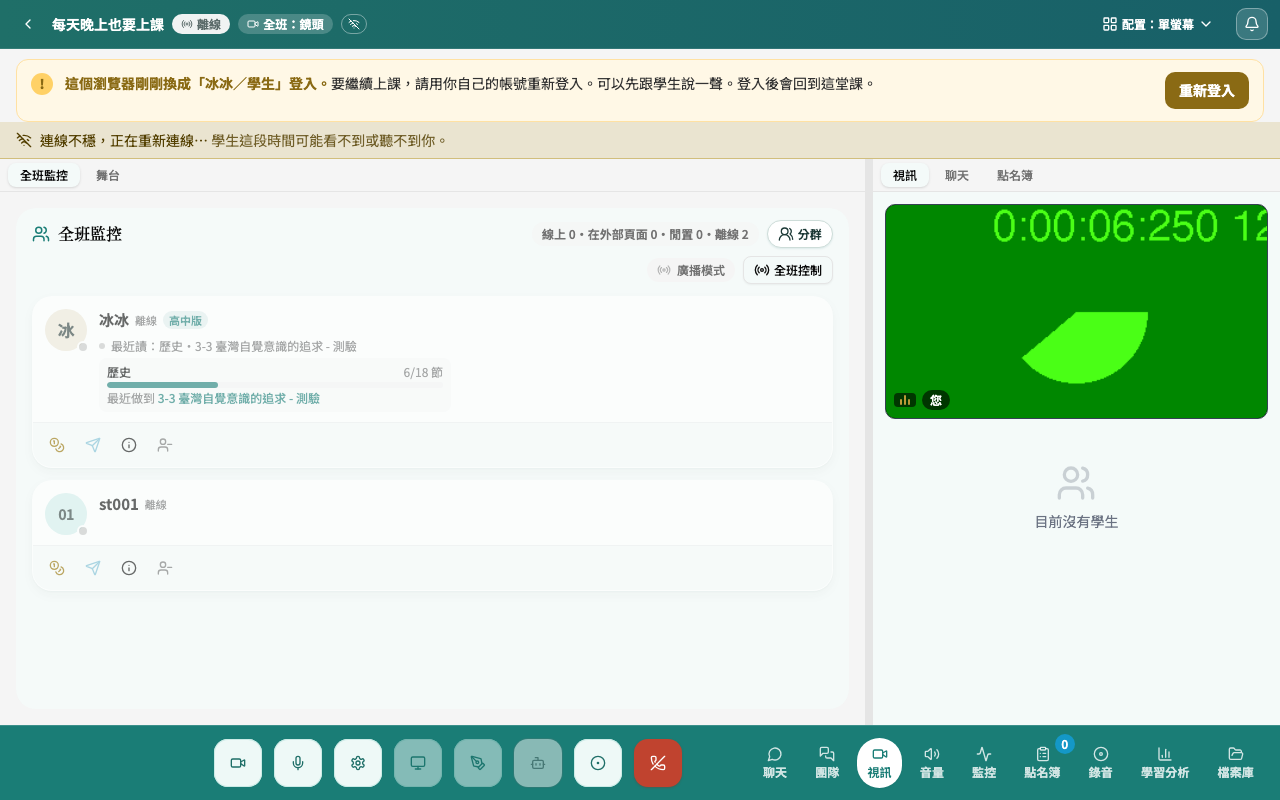 每天晚上也要上課 離線 全班：鏡頭 配置：單螢幕
! 這個瀏覽器剛剛換成「冰冰／學生」登入。要繼續上課，請用你自己的帳號重新登入。可以先跟學生說一聲。登入後會回到這堂課。 重新登入
連線不穩，正在重新連線… 學生這段時間可能看不到或聽不到你。
全班監控 舞台
視訊 聊天 點名簿
全班監控
線上 0・在外部頁面 0・閒置 0・離線 2 分群
廣播模式 全班控制
冰 冰冰 離線 高中版
最近讀：歷史・3-3 臺灣自覺意識的追求 - 測驗
歷史 6/18 節
最近做到 3-3 臺灣自覺意識的追求 - 測驗
01 st001 離線
0:00:06:250 12
您
目前沒有學生
聊天 團隊 視訊 音量 監控 點名簿 0 錄音 學習分析 檔案庫